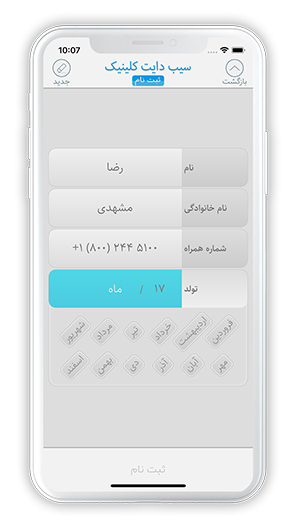 10:07
سیب دایت کلینیک
بازگشت
ثبت نام
جدید
نام
رضا
نام خانوادگی
مشهدی
شماره همراه
+۱ (۸۰۰) ۲۴۴ ۵۱۰۰
تولد
۱۷ / ماه
فروردین اردیبهشت خرداد تیر مرداد شهریور
مهر آبان آذر دی بهمن اسفند
ثبت نام